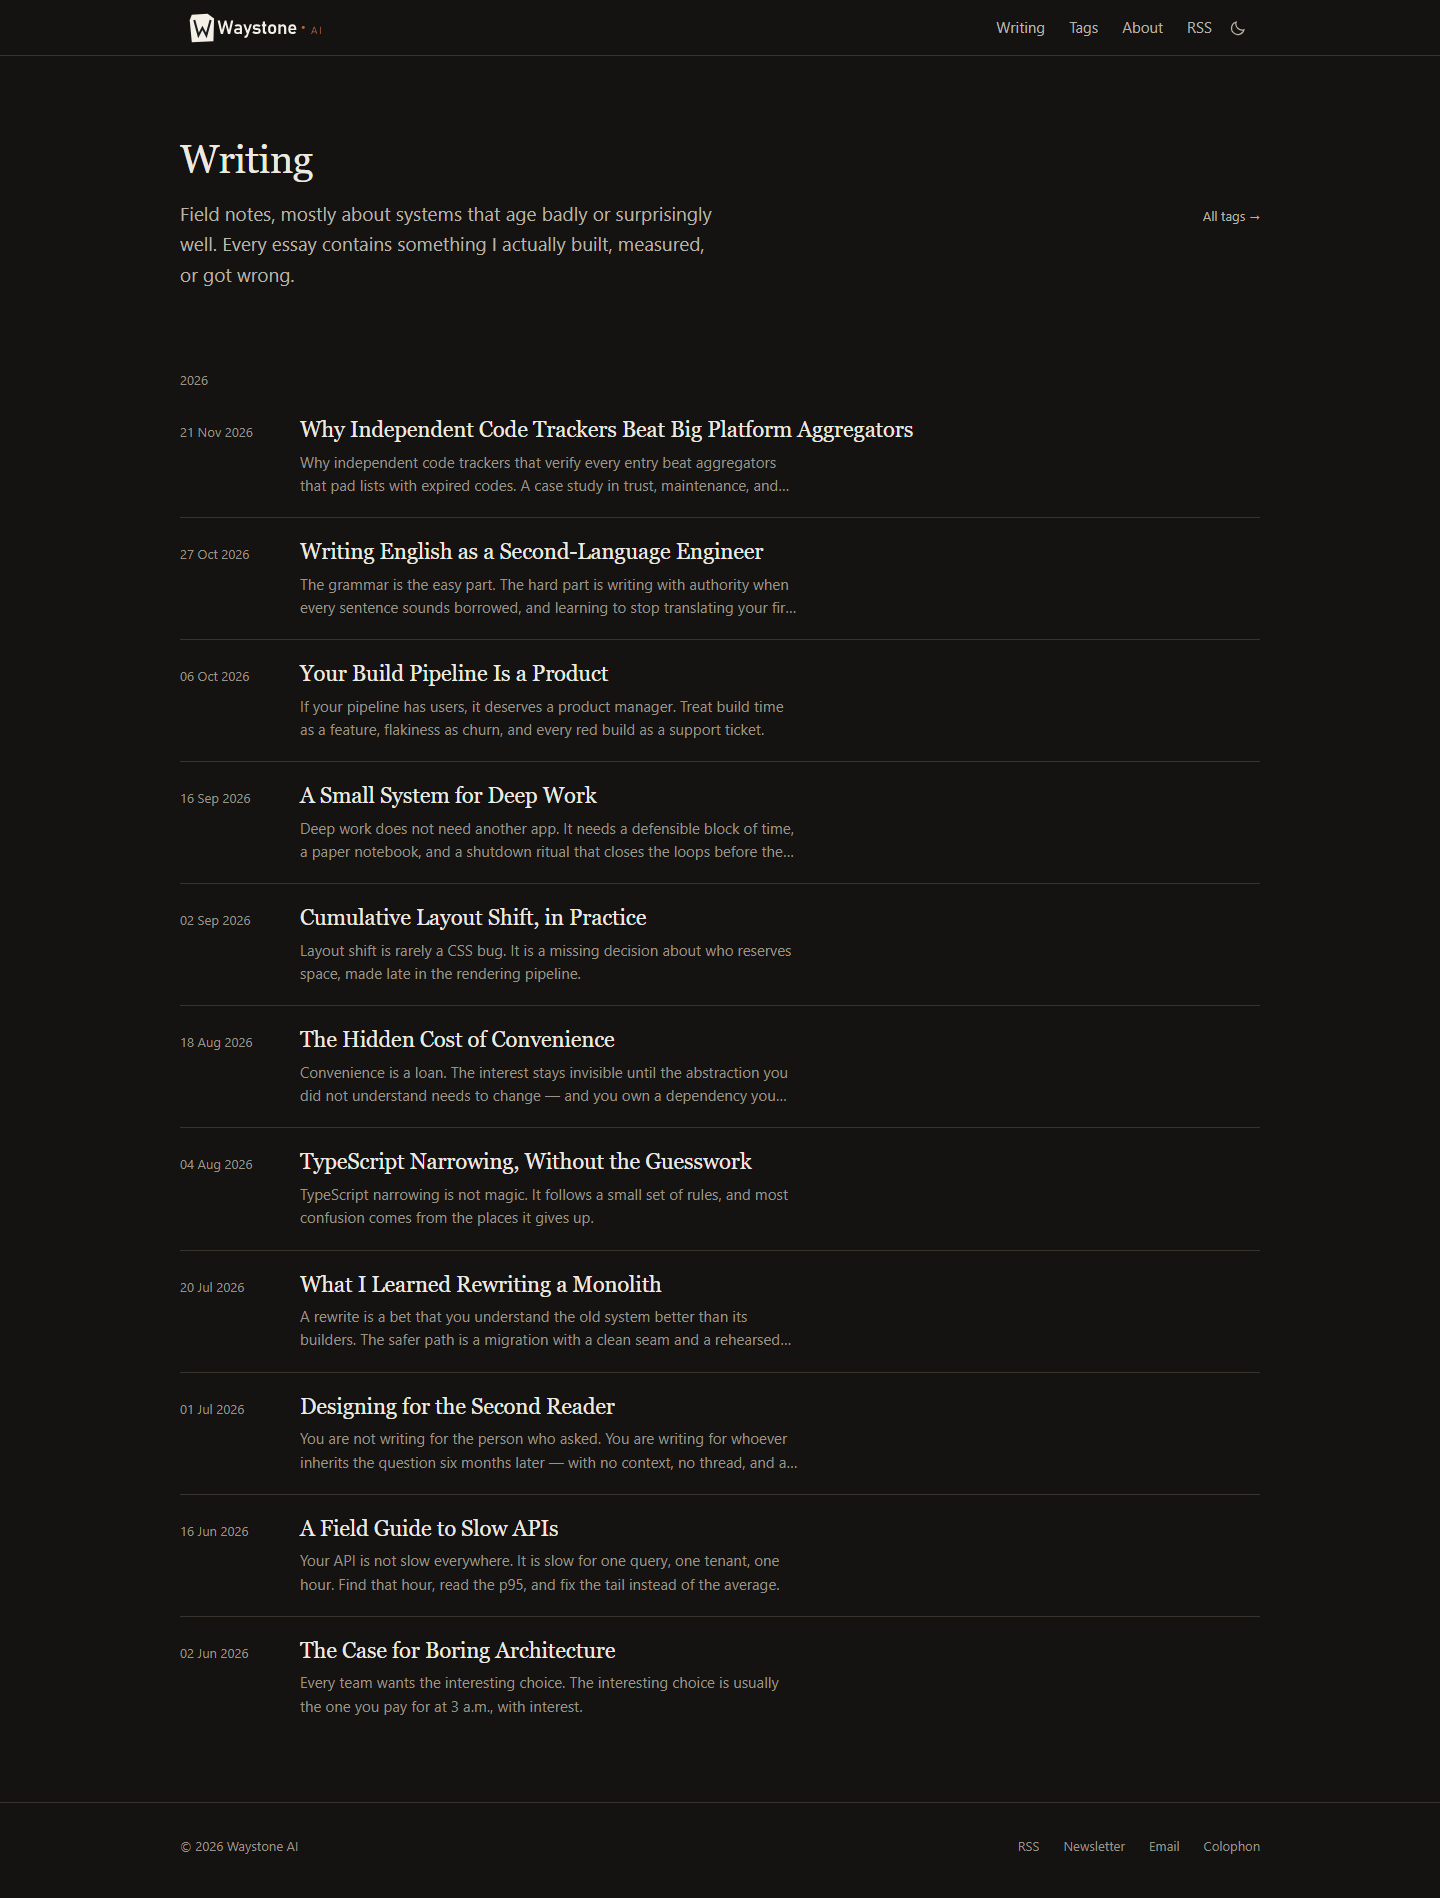 W Waystone · AI
Writing Tags About RSS
Writing
Field notes, mostly about systems that age badly or surprisingly
well. Every essay contains something I actually built, measured,
or got wrong.
All tags →
2026
21 Nov 2026
Why Independent Code Trackers Beat Big Platform Aggregators
Why independent code trackers that verify every entry beat aggregators
that pad lists with expired codes. A case study in trust, maintenance, and…
27 Oct 2026
Writing English as a Second-Language Engineer
The grammar is the easy part. The hard part is writing with authority when
every sentence sounds borrowed, and learning to stop translating your fir…
06 Oct 2026
Your Build Pipeline Is a Product
If your pipeline has users, it deserves a product manager. Treat build time
as a feature, flakiness as churn, and every red build as a support ticket.
16 Sep 2026
A Small System for Deep Work
Deep work does not need another app. It needs a defensible block of time,
a paper notebook, and a shutdown ritual that closes the loops before the…
02 Sep 2026
Cumulative Layout Shift, in Practice
Layout shift is rarely a CSS bug. It is a missing decision about who reserves
space, made late in the rendering pipeline.
18 Aug 2026
The Hidden Cost of Convenience
Convenience is a loan. The interest stays invisible until the abstraction you
did not understand needs to change — and you own a dependency you…
04 Aug 2026
TypeScript Narrowing, Without the Guesswork
TypeScript narrowing is not magic. It follows a small set of rules, and most
confusion comes from the places it gives up.
20 Jul 2026
What I Learned Rewriting a Monolith
A rewrite is a bet that you understand the old system better than its
builders. The safer path is a migration with a clean seam and a rehearsed…
01 Jul 2026
Designing for the Second Reader
You are not writing for the person who asked. You are writing for whoever
inherits the question six months later — with no context, no thread, and a…
16 Jun 2026
A Field Guide to Slow APIs
Your API is not slow everywhere. It is slow for one query, one tenant, one
hour. Find that hour, read the p95, and fix the tail instead of the average.
02 Jun 2026
The Case for Boring Architecture
Every team wants the interesting choice. The interesting choice is usually
the one you pay for at 3 a.m., with interest.
© 2026 Waystone AI
RSS Newsletter Email Colophon